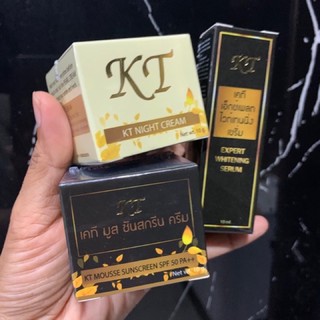 KT
KT NIGHT CREAM
KT
เคที มูส ซันสกรีน ครีม
KT MOUSSE SUNSCREEN SPF 50 PA++
KT
เคที
เอ็กซเพลท
ไวทเทนนิ่ง
เซรั่ม
EXPERT
WHITENING
SERUM